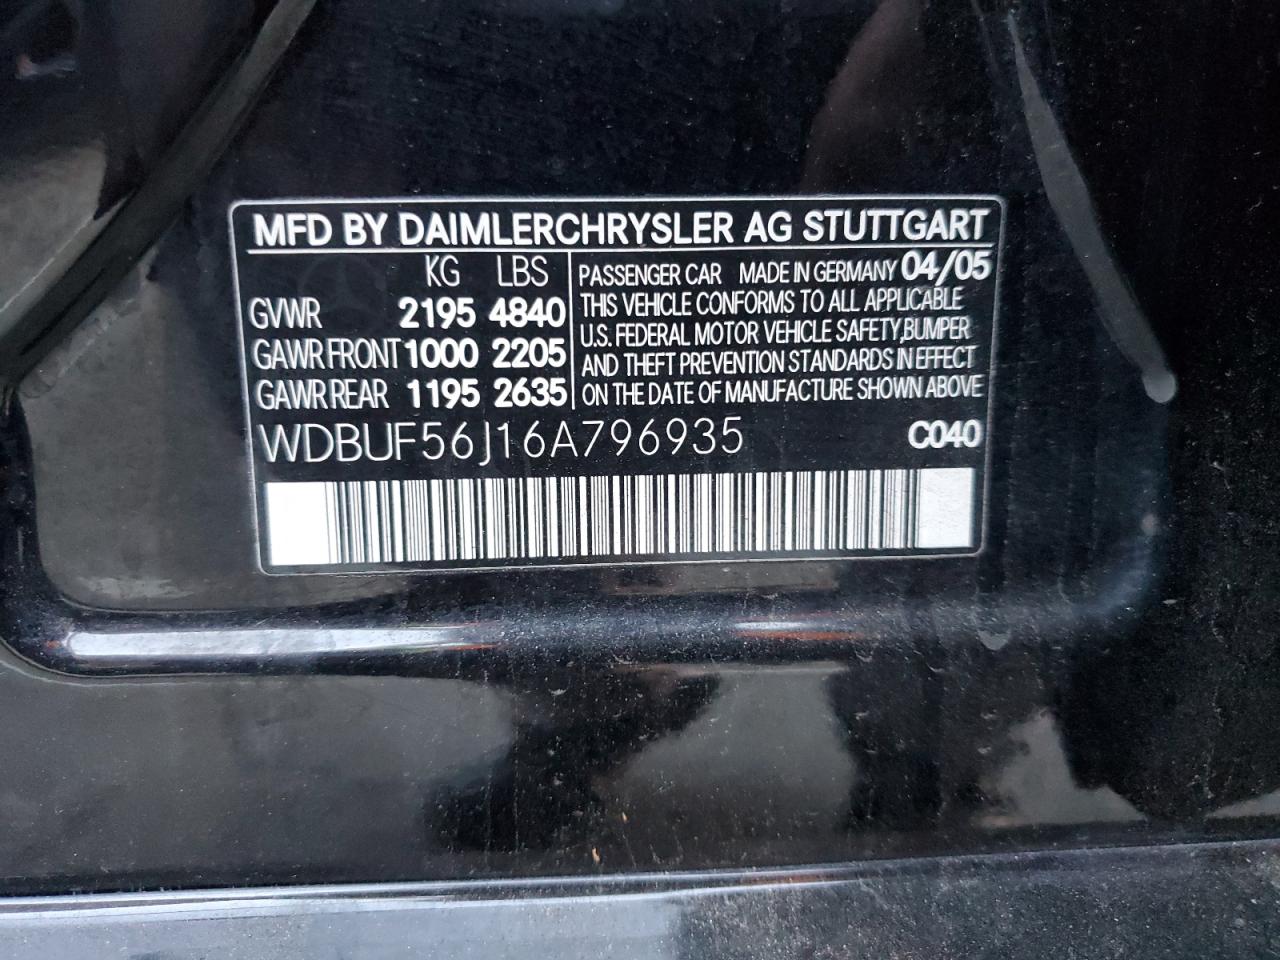 MFD BY DAIMLERCHRYSLER AG STUTTGART
KG LBS
GVWR 2195 4840
GAWR FRONT 1000 2205
GAWR REAR 1195 2635
PASSENGER CAR MADE IN GERMANY 04/05
THIS VEHICLE CONFORMS TO ALL APPLICABLE
U.S. FEDERAL MOTOR VEHICLE SAFETY,BUMPER
AND THEFT PREVENTION STANDARDS IN EFFECT
ON THE DATE OF MANUFACTURE SHOWN ABOVE
WDBUF56J16A796935 C040